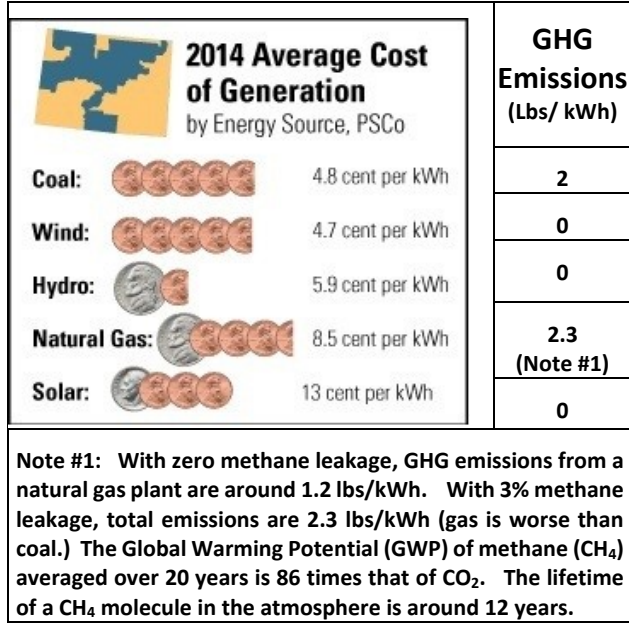 2014 Average Cost
of Generation
by Energy Source, PSCo
GHG
Emissions
(Lbs/ kWh)
Coal: 4.8 cent per kWh 2
Wind: 4.7 cent per kWh 0
Hydro: 5.9 cent per kWh 0
Natural Gas: 8.5 cent per kWh 2.3
(Note #1)
Solar: 13 cent per kWh 0
Note #1: With zero methane leakage, GHG emissions from a
natural gas plant are around 1.2 lbs/kWh. With 3% methane
leakage, total emissions are 2.3 lbs/kWh (gas is worse than
coal.) The Global Warming Potential (GWP) of methane (CH₄)
averaged over 20 years is 86 times that of CO₂. The lifetime
of a CH₄ molecule in the atmosphere is around 12 years.